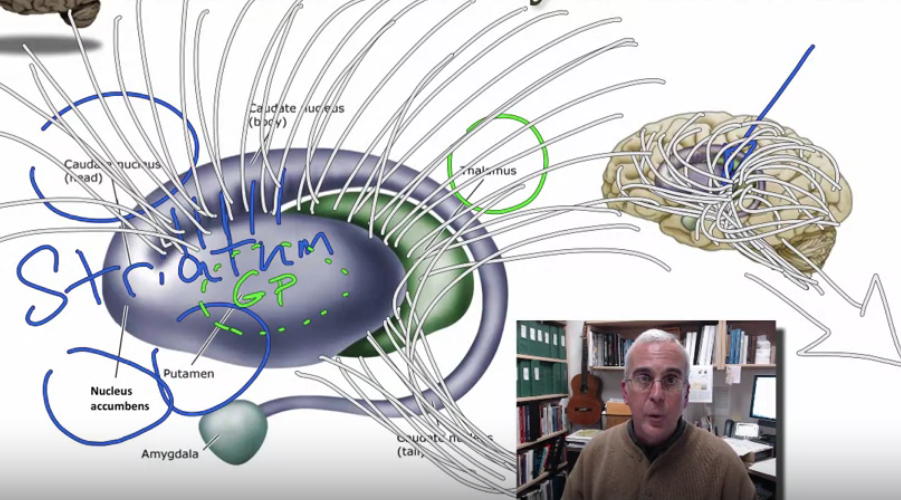 Caudate nucleus
(body)
Caudate nucleus
(head)
Thalamus
Striatum
GP
Putamen
Nucleus
accumbens
Amygdala
Caudate nucleus
(tail)